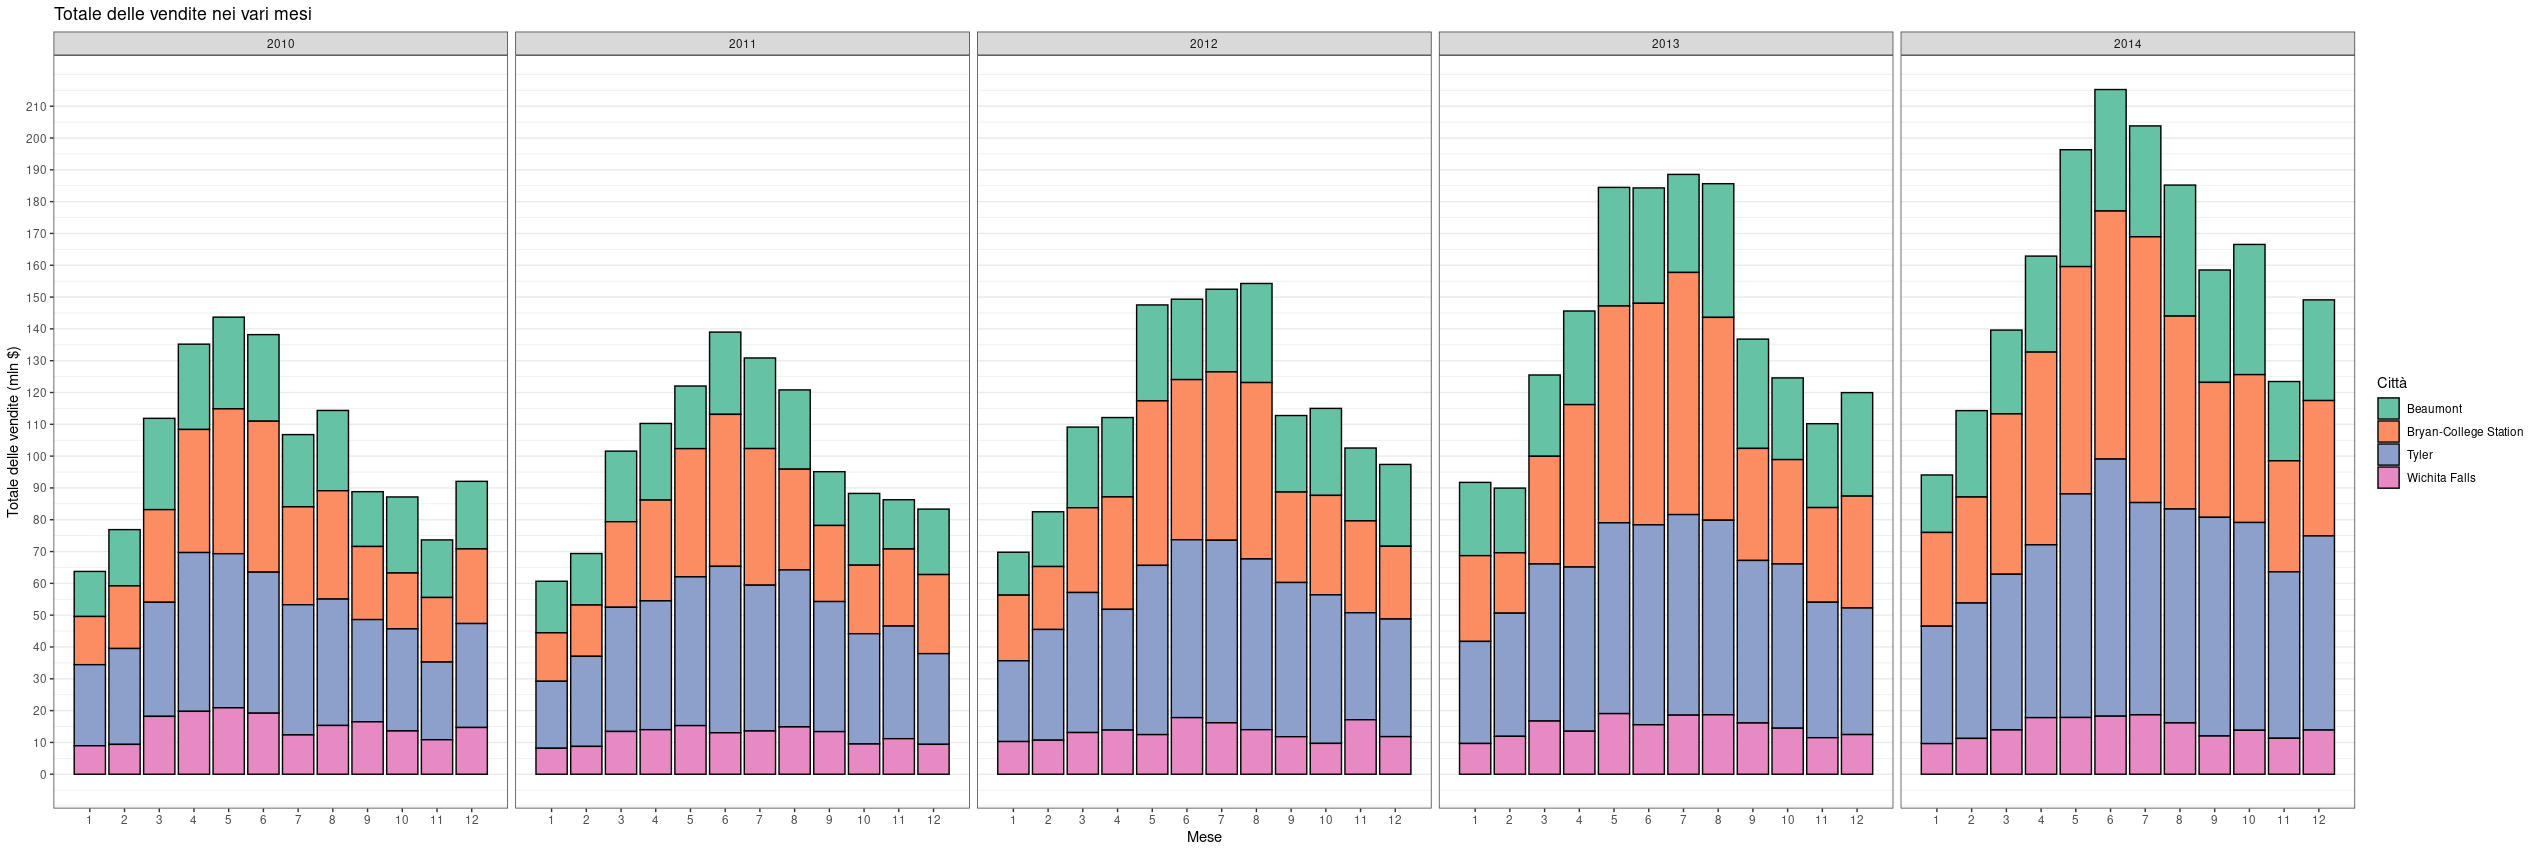 Totale delle vendite nei vari mesi
2010 2011 2012 2013 2014
Totale delle vendite (mln $)
210
200
190
180
170
160
150
140
130
120
110
100
90
80
70
60
50
40
30
20
10
0
1 2 3 4 5 6 7 8 9 10 11 12 1 2 3 4 5 6 7 8 9 10 11 12 1 2 3 4 5 6 7 8 9 10 11 12 1 2 3 4 5 6 7 8 9 10 11 12 1 2 3 4 5 6 7 8 9 10 11 12
Mese
Città
Beaumont
Bryan-College Station
Tyler
Wichita Falls